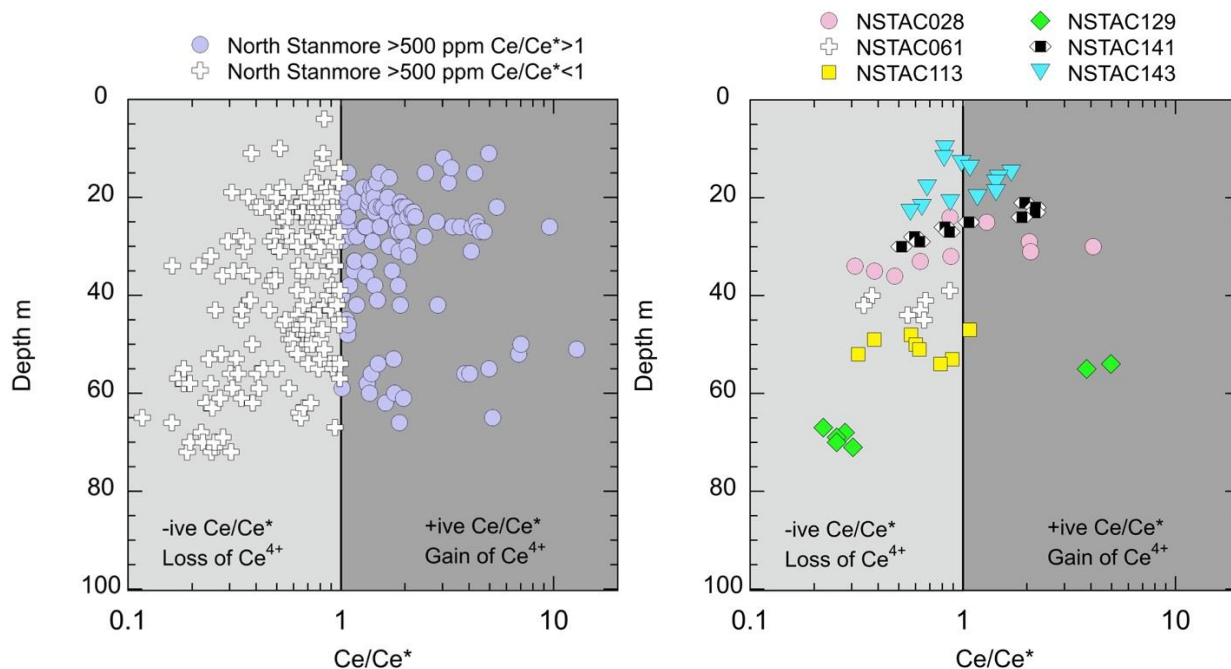 North Stanmore >500 ppm Ce/Ce*>1
North Stanmore >500 ppm Ce/Ce*<1
0
20
40
60
80
100
Depth m
-ive Ce/Ce*
Loss of Ce4+
+ive Ce/Ce*
Gain of Ce4+
0.1
1
10
Ce/Ce*
NSTAC028
NSTAC061
NSTAC113
NSTAC129
NSTAC141
NSTAC143
0
20
40
60
80
100
Depth m
-ive Ce/Ce*
Loss of Ce4+
+ive Ce/Ce*
Gain of Ce4+
0.1
1
10
Ce/Ce*